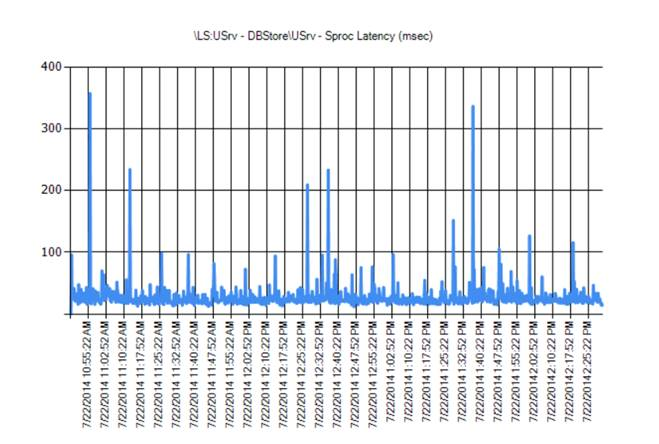 \LS:USrv - DBStore\USrv - Sproc Latency (msec)
400
300
200
100
7/22/2014 10:55:22 AM
7/22/2014 11:02:52 AM
7/22/2014 11:10:22 AM
7/22/2014 11:17:52 AM
7/22/2014 11:25:22 AM
7/22/2014 11:32:52 AM
7/22/2014 11:40:22 AM
7/22/2014 11:47:52 AM
7/22/2014 11:55:22 AM
7/22/2014 12:02:52 PM
7/22/2014 12:10:22 PM
7/22/2014 12:17:52 PM
7/22/2014 12:25:22 PM
7/22/2014 12:32:52 PM
7/22/2014 12:40:22 PM
7/22/2014 12:47:52 PM
7/22/2014 12:55:22 PM
7/22/2014 1:02:52 PM
7/22/2014 1:10:22 PM
7/22/2014 1:17:52 PM
7/22/2014 1:25:22 PM
7/22/2014 1:32:52 PM
7/22/2014 1:40:22 PM
7/22/2014 1:47:52 PM
7/22/2014 1:55:22 PM
7/22/2014 2:02:52 PM
7/22/2014 2:10:22 PM
7/22/2014 2:17:52 PM
7/22/2014 2:25:22 PM